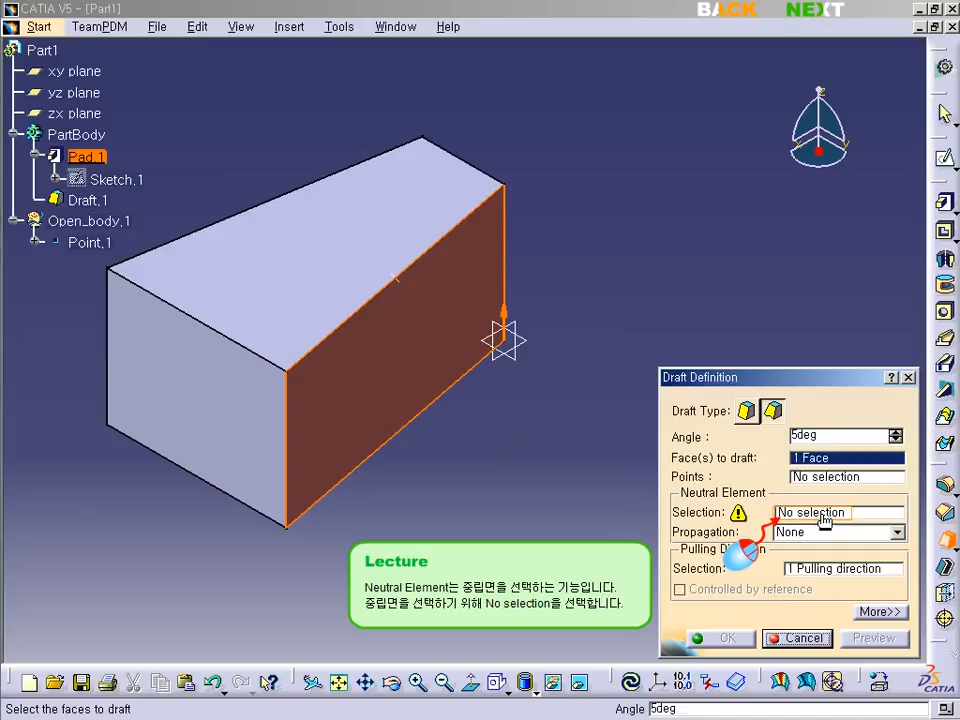 CATIA V5 - [Part1]
BACK NEXT
Start TeamPDM File Edit View Insert Tools Window Help
Part1
xy plane
yz plane
zx plane
PartBody
Pad,1
Sketch,1
Draft,1
Open_body,1
Point,1
z
Draft Definition
Draft Type:
Angle : 5deg
Face(s) to draft: 1 Face
Points : No selection
Neutral Element
Selection: No selection
Propagation: None
Selection: 1 Pulling direction
Controlled by reference
More>>
OK Cancel Preview
Lecture
Neutral Element는 중립면을 선택하는 기능입니다.
중립면을 선택하기 위해 No selection을 선택합니다.
10.0
CATIA
Select the faces to draft
Angle 5deg